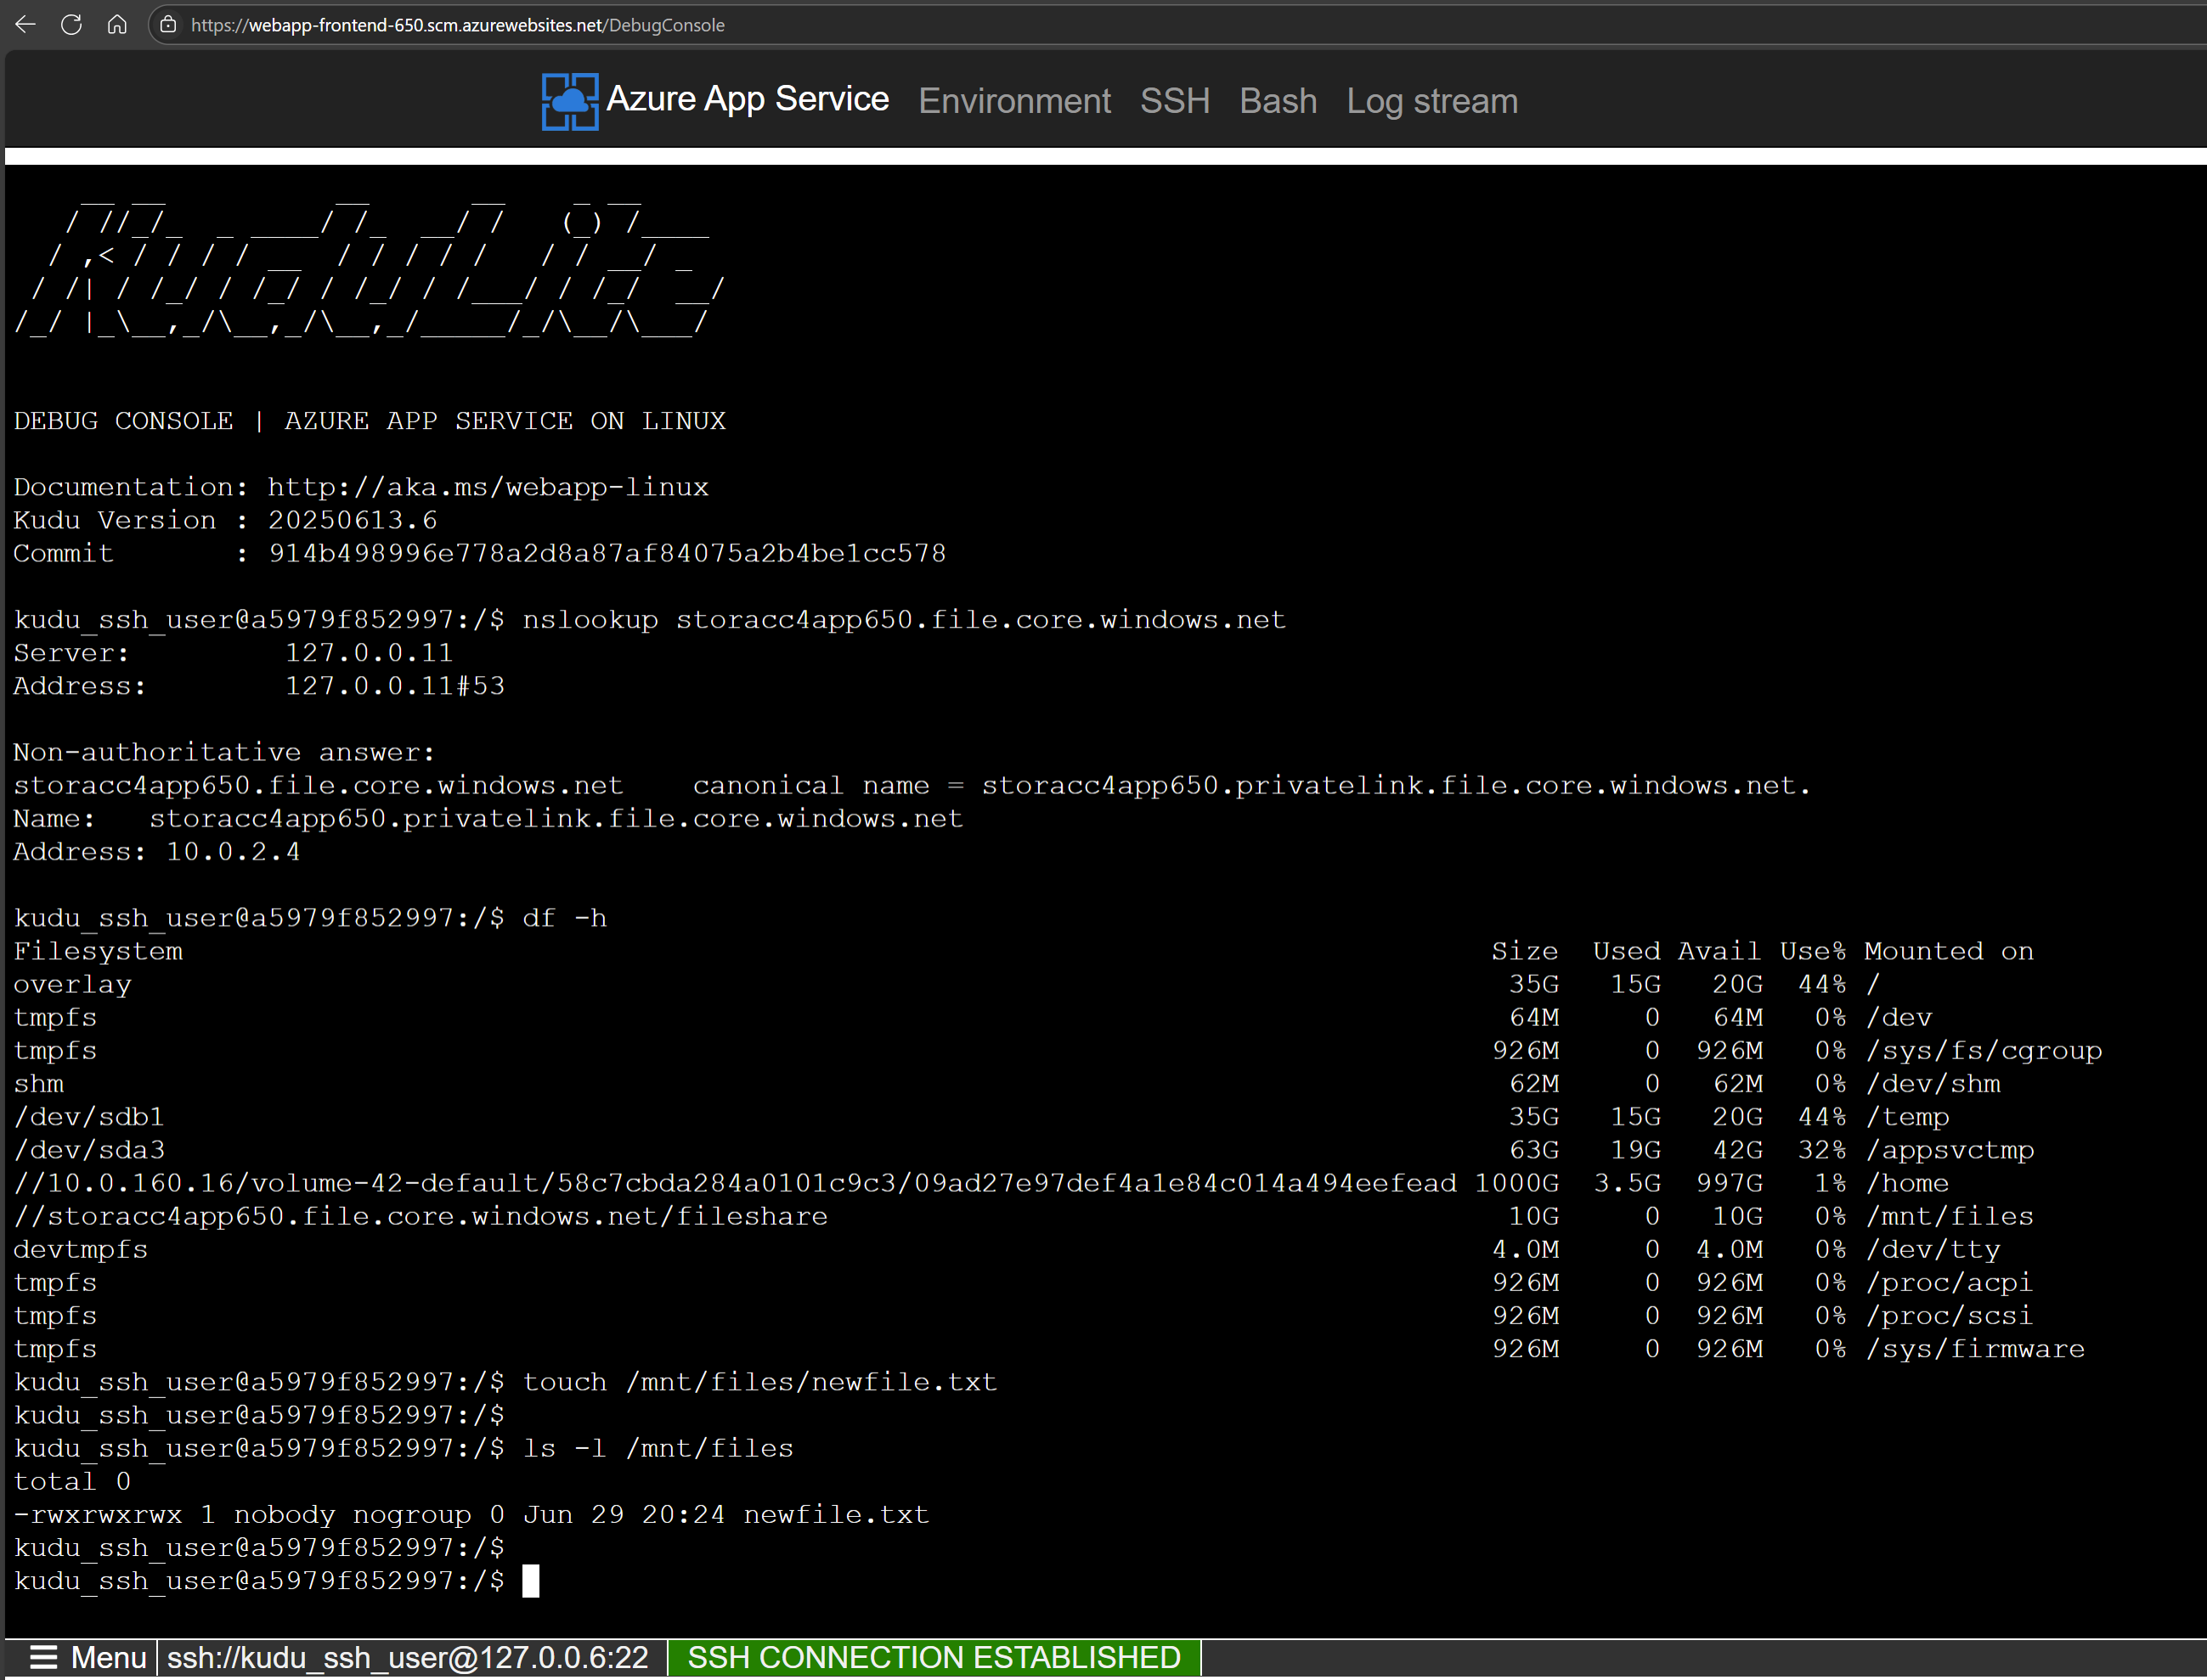 https://webapp-frontend-650.scm.azurewebsites.net/DebugConsole
Azure App Service Environment SSH Bash Log stream
KuduLite
DEBUG CONSOLE | AZURE APP SERVICE ON LINUX
Documentation: http://aka.ms/webapp-linux
Kudu Version : 20250613.6
Commit : 914b498996e778a2d8a87af84075a2b4be1cc578
kudu_ssh_user@a5979f852997:/$ nslookup storacc4app650.file.core.windows.net
Server: 127.0.0.11
Address: 127.0.0.11#53
Non-authoritative answer:
storacc4app650.file.core.windows.net canonical name = storacc4app650.privatelink.file.core.windows.net.
Name: storacc4app650.privatelink.file.core.windows.net
Address: 10.0.2.4
kudu_ssh_user@a5979f852997:/$ df -h
Filesystem Size Used Avail Use% Mounted on
overlay 35G 15G 20G 44% /
tmpfs 64M 0 64M 0% /dev
tmpfs 926M 0 926M 0% /sys/fs/cgroup
shm 62M 0 62M 0% /dev/shm
/dev/sdb1 35G 15G 20G 44% /temp
/dev/sda3 63G 19G 42G 32% /appsvctmp
//10.0.160.16/volume-42-default/58c7cbda284a0101c9c3/09ad27e97def4a1e84c014a494eefead 1000G 3.5G 997G 1% /home
//storacc4app650.file.core.windows.net/fileshare 10G 0 10G 0% /mnt/files
devtmpfs 4.0M 0 4.0M 0% /dev/tty
tmpfs 926M 0 926M 0% /proc/acpi
tmpfs 926M 0 926M 0% /proc/scsi
tmpfs 926M 0 926M 0% /sys/firmware
kudu_ssh_user@a5979f852997:/$ touch /mnt/files/newfile.txt
kudu_ssh_user@a5979f852997:/$
kudu_ssh_user@a5979f852997:/$ ls -l /mnt/files
total 0
-rwxrwxrwx 1 nobody nogroup 0 Jun 29 20:24 newfile.txt
kudu_ssh_user@a5979f852997:/$
kudu_ssh_user@a5979f852997:/$
Menu ssh://kudu_ssh_user@127.0.0.6:22 SSH CONNECTION ESTABLISHED